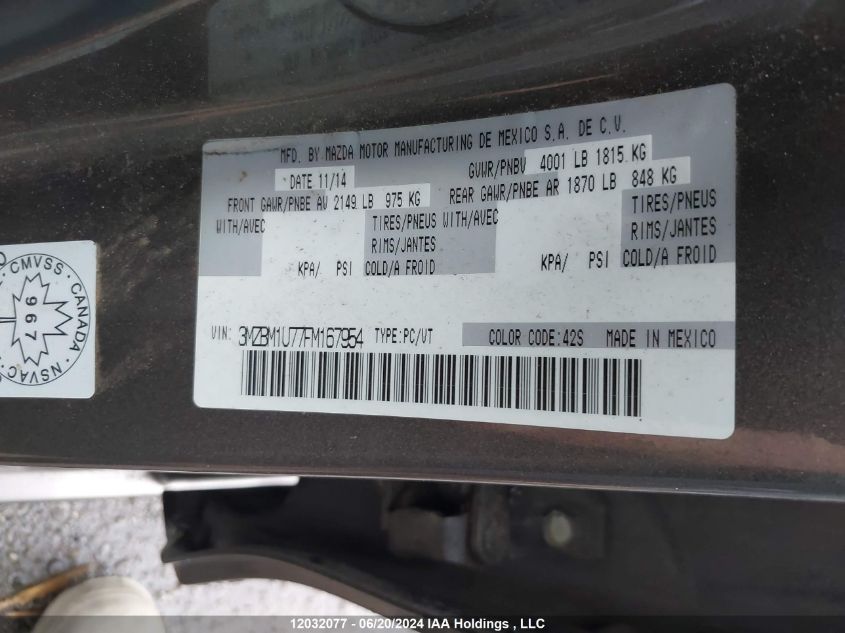 MFD. BY MAZDA MOTOR MANUFACTURING DE MEXICO S.A. DE C.V.
DATE 11/14 GVWR/PNBV 4001 LB 1815 KG
FRONT GAWR/PNBE AV 2149 LB 975 KG REAR GAWR/PNBE AR 1870 LB 848 KG
WITH/AVEC TIRES/PNEUS WITH/AVEC TIRES/PNEUS
RIMS/JANTES RIMS/JANTES
KPA/ PSI COLD/A FROID KPA/ PSI COLD/A FROID
VIN: 3MZBM1U77FM167954 TYPE:PC/VT COLOR CODE:42S MADE IN MEXICO
CMVSS · CANADA · NSVAC
967
12032077 - 06/20/2024 IAA Holdings , LLC